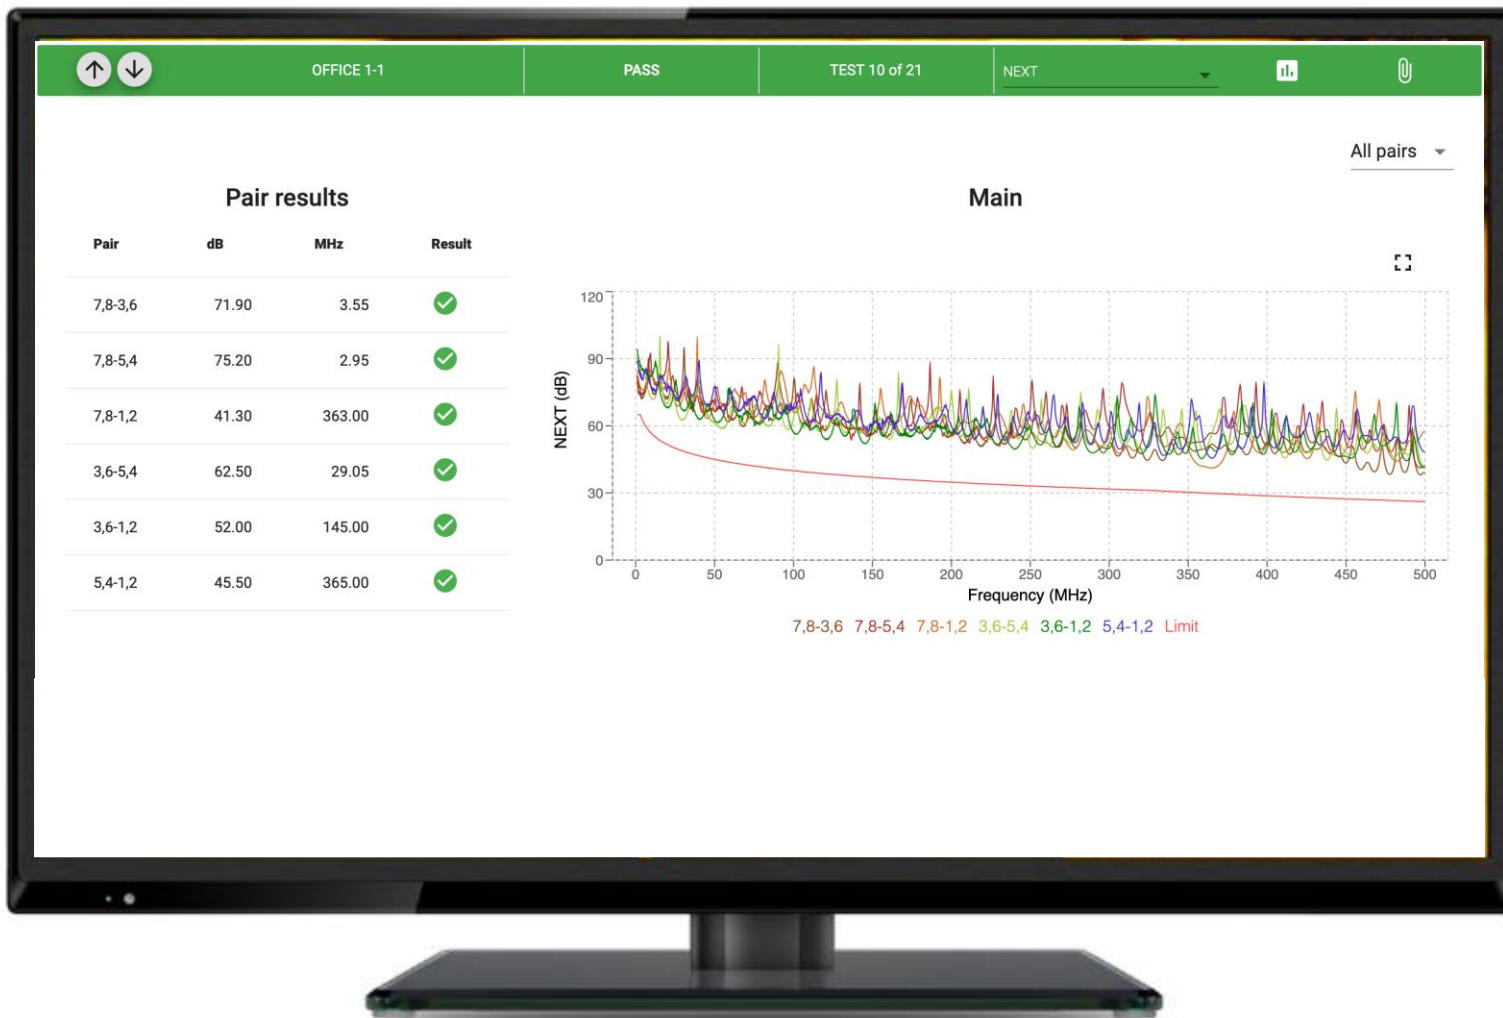 OFFICE 1-1 PASS TEST 10 of 21 NEXT
All pairs
Pair results
Pair dB MHz Result
7,8-3,6 71.90 3.55
7,8-5,4 75.20 2.95
7,8-1,2 41.30 363.00
3,6-5,4 62.50 29.05
3,6-1,2 52.00 145.00
5,4-1,2 45.50 365.00
Main
NEXT (dB)
120
90
60
30
0
0 50 100 150 200 250 300 350 400 450 500
Frequency (MHz)
7,8-3,6 7,8-5,4 7,8-1,2 3,6-5,4 3,6-1,2 5,4-1,2 Limit